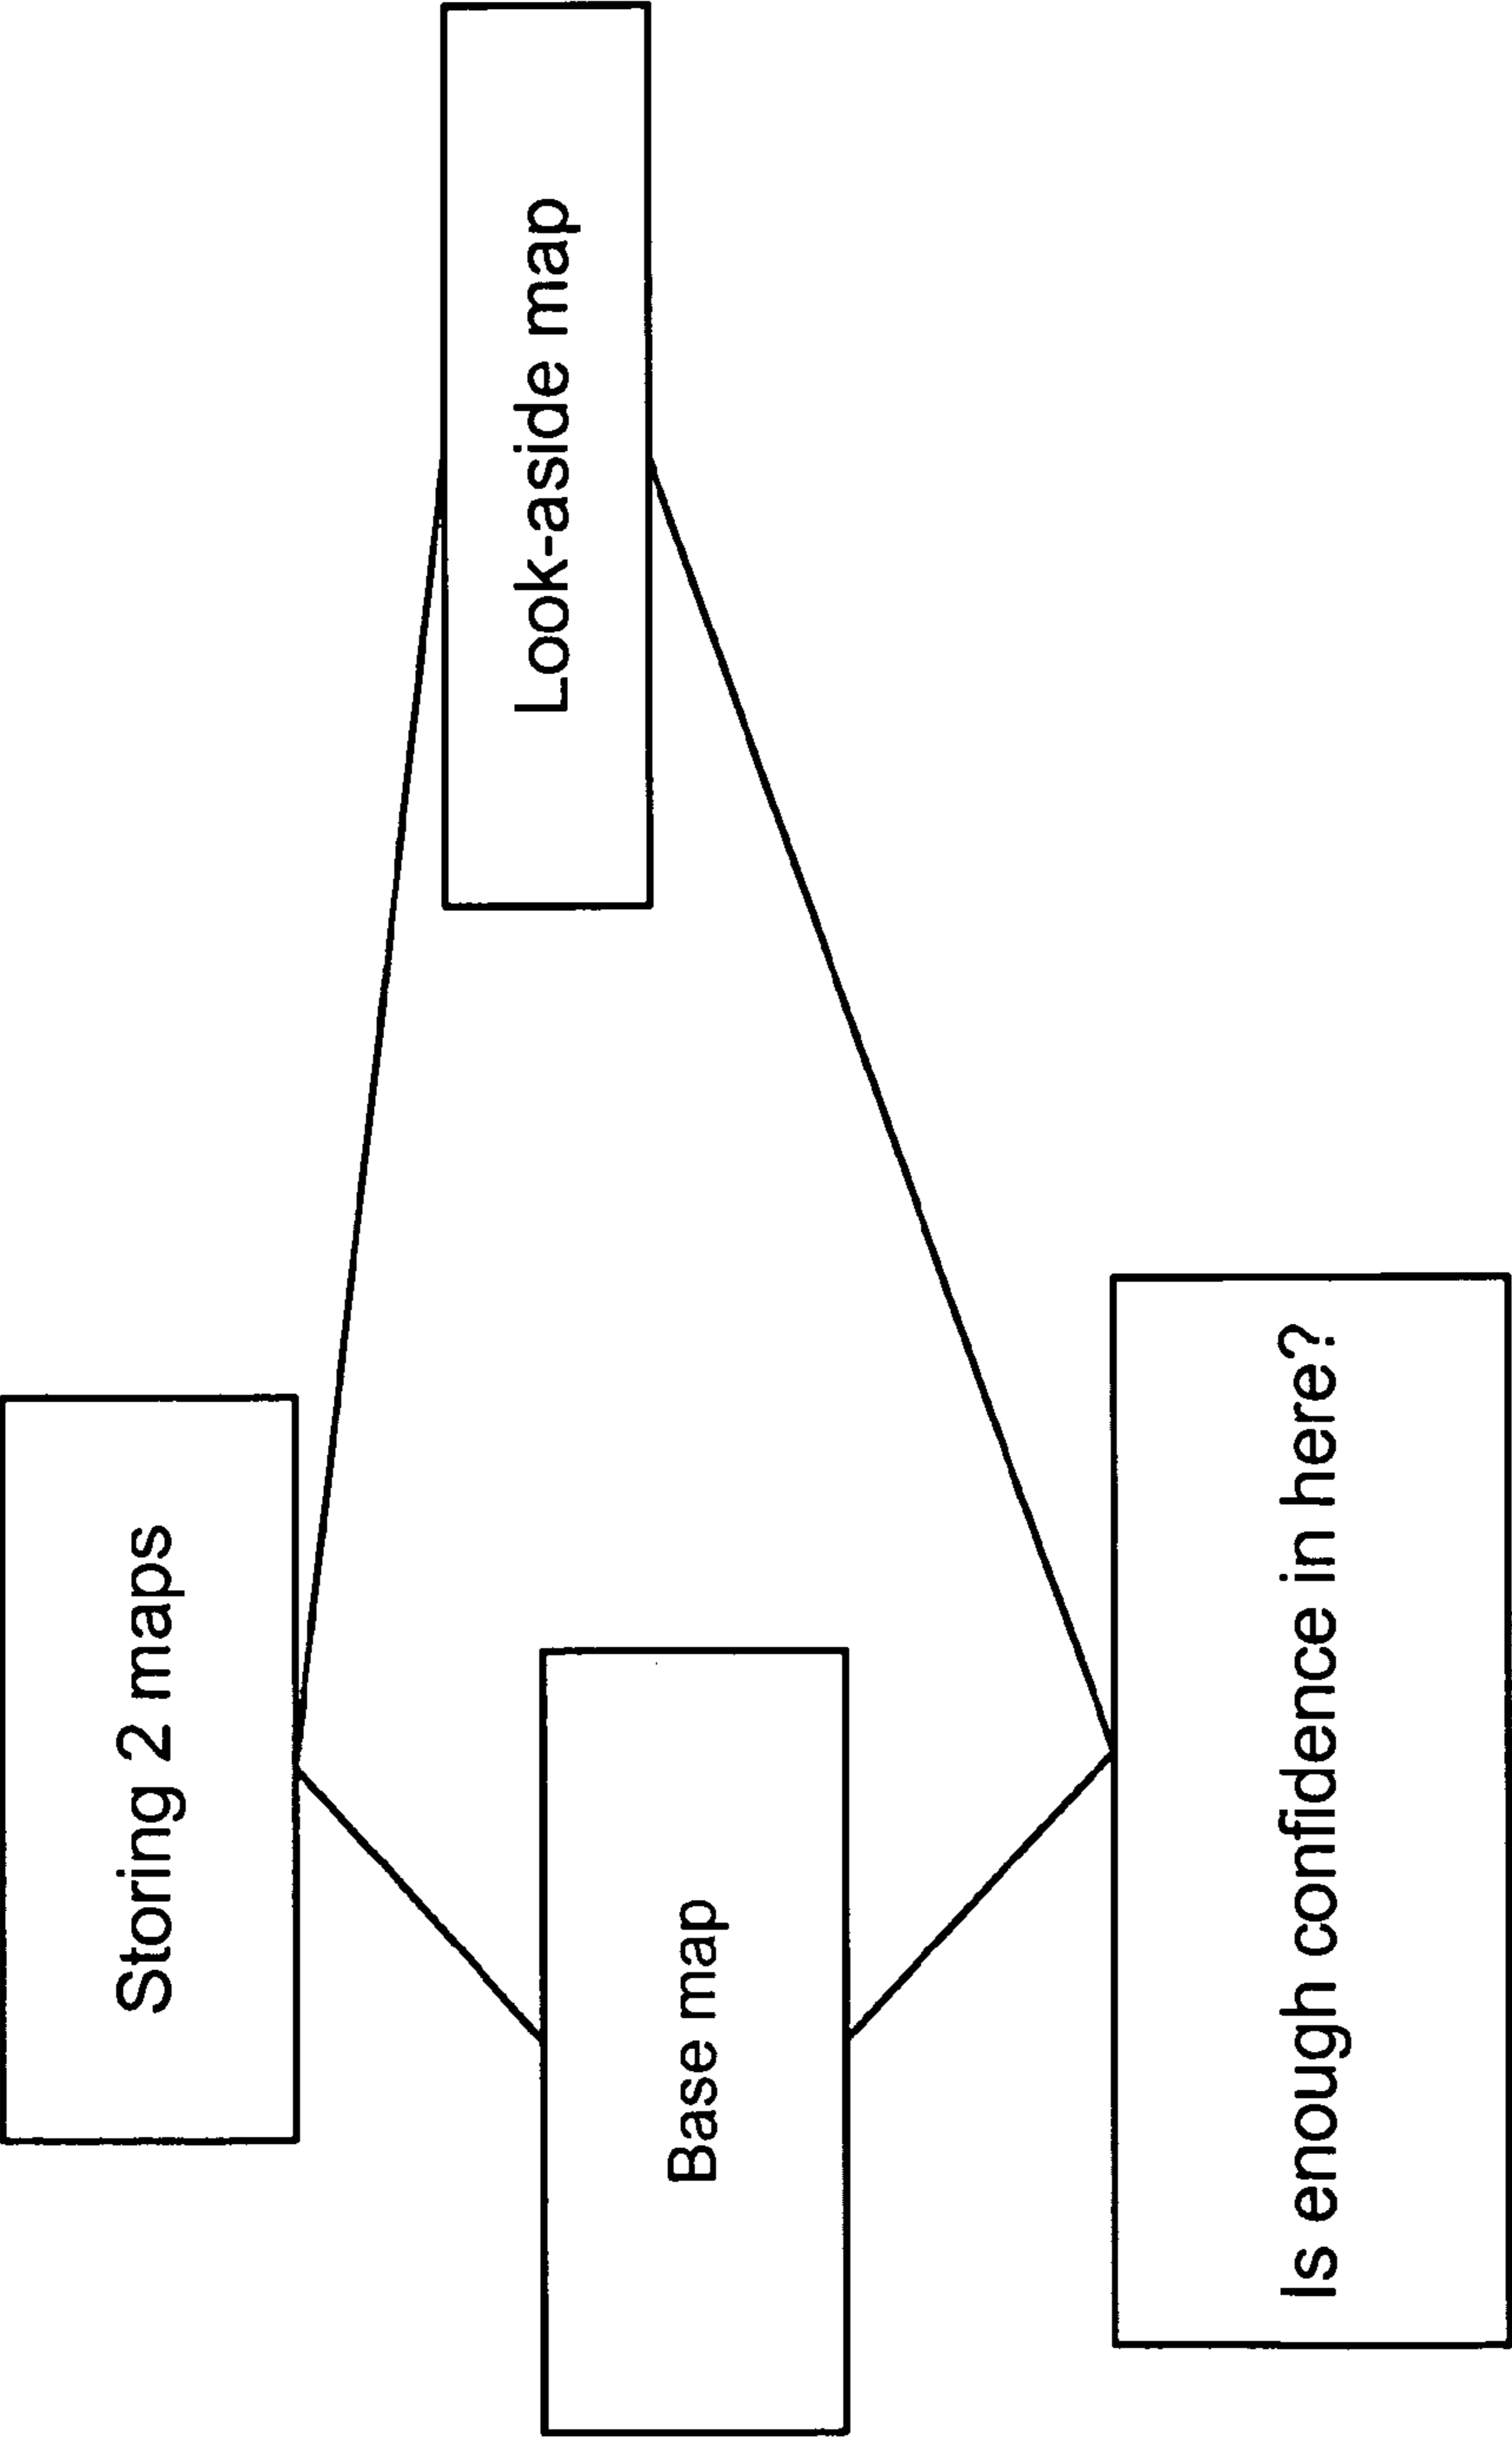 Storing 2 maps
Base map
Look-aside map
Is enough confidence in here?